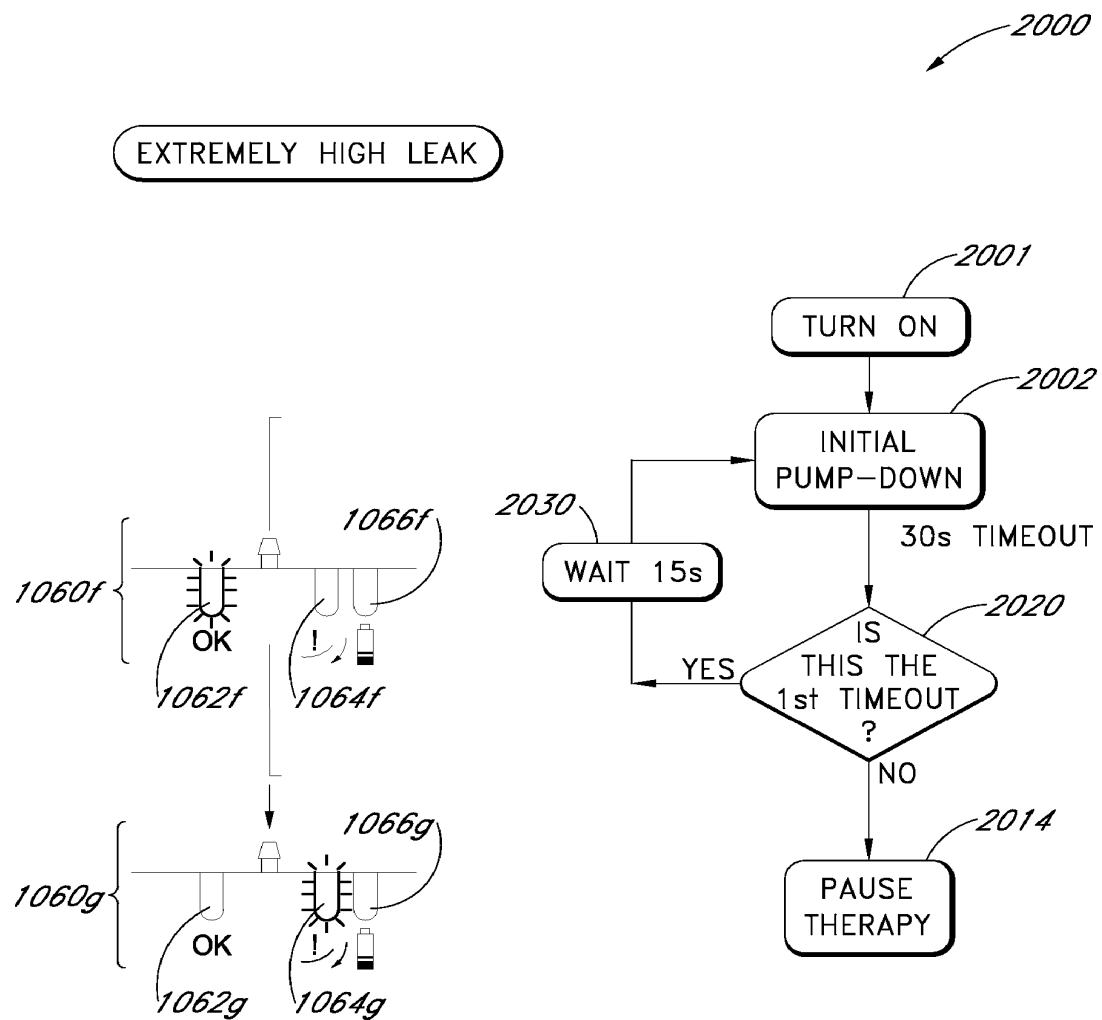 2000
EXTREMELY HIGH LEAK
2001
TURN ON
2002
INITIAL
PUMP-DOWN
30s TIMEOUT
2030
WAIT 15s
2020
IS
THIS THE
1st TIMEOUT
?
YES
NO
2014
PAUSE
THERAPY
1066f
1060f
OK
!
1062f
1064f
1066g
1060g
OK
!
1062g
1064g